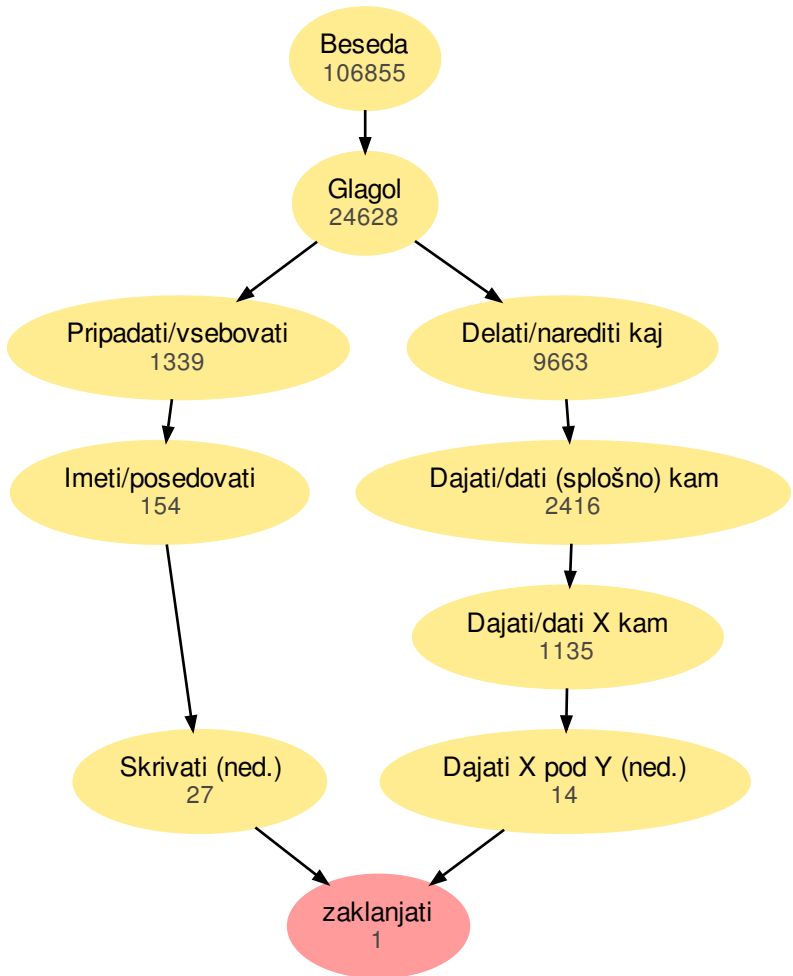 Beseda
106855
Glagol
24628
Pripadati/vsebovati
1339
Delati/narediti kaj
9663
Imeti/posedovati
154
Dajati/dati (splošno) kam
2416
Dajati/dati X kam
1135
Skrivati (ned.)
27
Dajati X pod Y (ned.)
14
zaklanjati
1